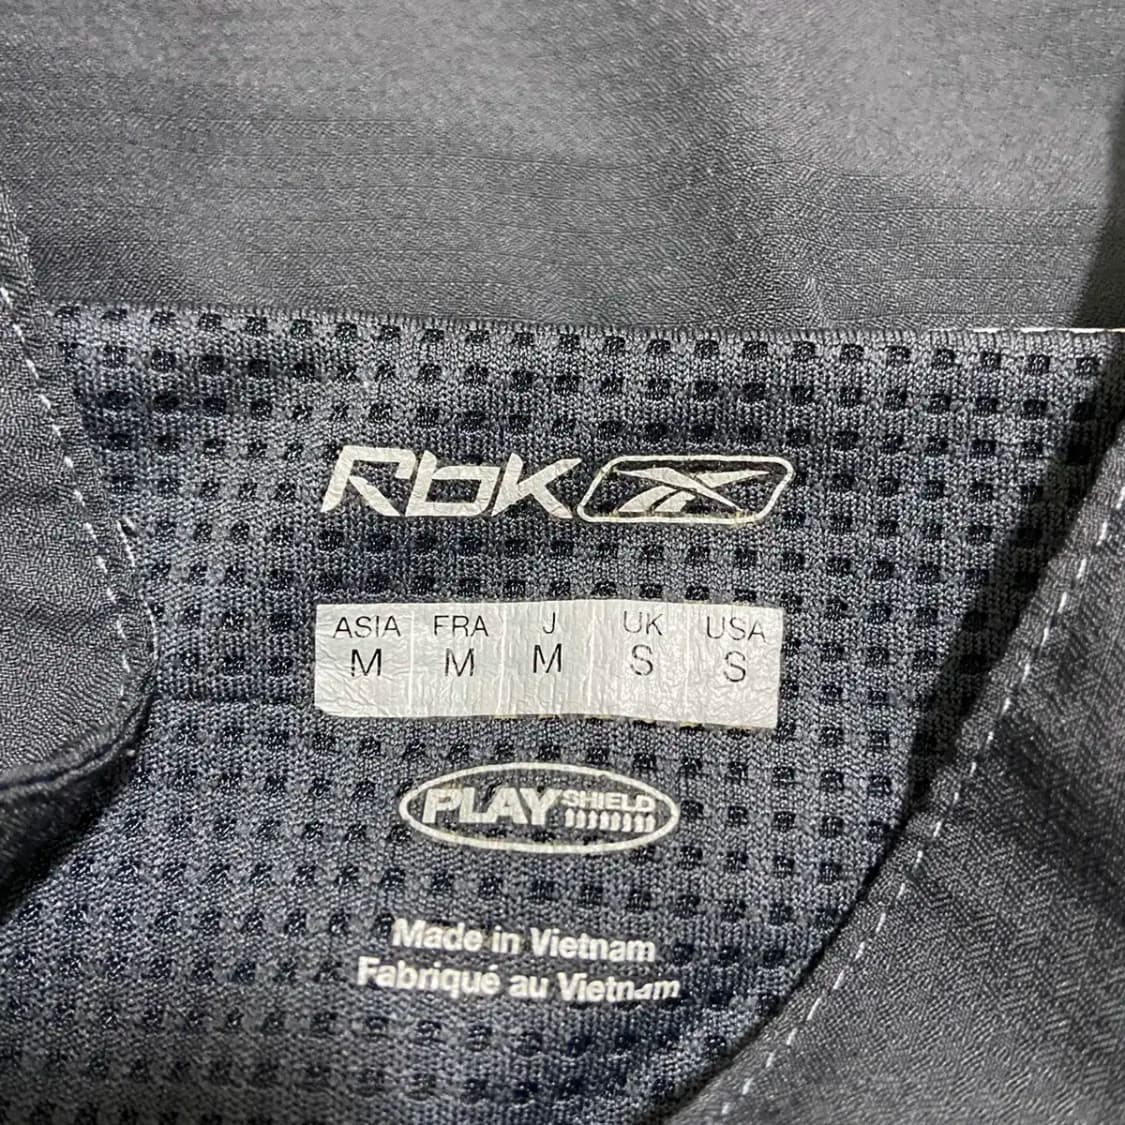 Rbk
ASIA FRA J UK USA
M M M S S
PLAY SHIELD
Made in Vietnam
Fabriqué au Vietnam